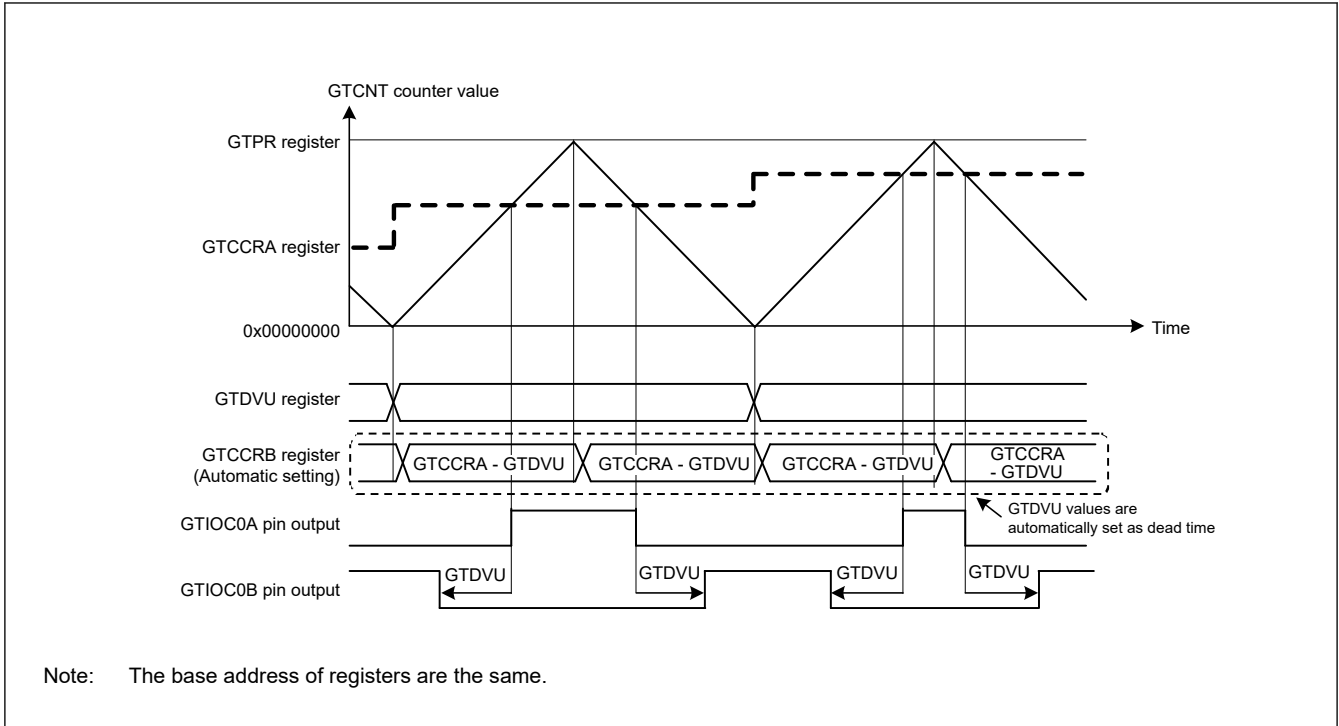 GTCNT counter value
GTPR register
GTCCRA register
0x00000000
Time
GTDVU register
GTCCRB register
(Automatic setting)
GTCCRA - GTDVU
GTCCRA - GTDVU
GTCCRA - GTDVU
GTCCRA
- GTDVU
GTDVU values are
automatically set as dead time
GTIOC0A pin output
GTIOC0B pin output
GTDVU
GTDVU
GTDVU
GTDVU
Note: The base address of registers are the same.